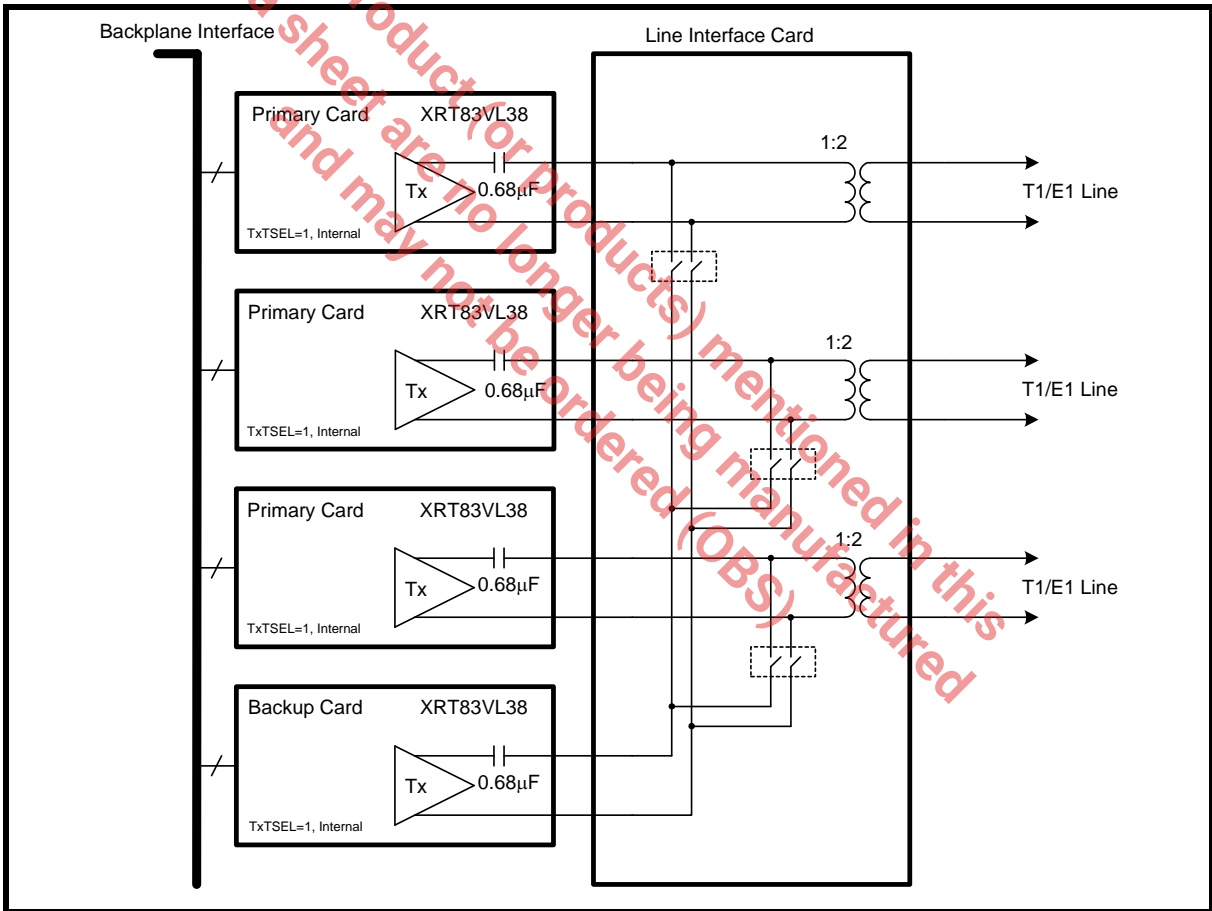 Backplane Interface
Line Interface Card
Primary Card XRT83VL38
Tx
0.68µF
TxTSEL=1, Internal
1:2
T1/E1 Line
Primary Card XRT83VL38
Tx
0.68µF
TxTSEL=1, Internal
1:2
T1/E1 Line
Primary Card XRT83VL38
Tx
0.68µF
TxTSEL=1, Internal
1:2
T1/E1 Line
Backup Card XRT83VL38
Tx
0.68µF
TxTSEL=1, Internal
product (or products) mentioned in this
sheet are no longer being manufactured
and may not be ordered (OBS)